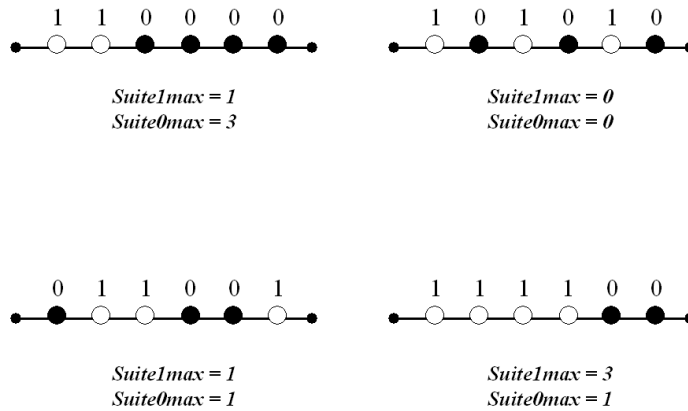 1 1 0 0 0 0
Suite1max = 1
Suite0max = 3
1 0 1 0 1 0
Suite1max = 0
Suite0max = 0
0 1 1 0 0 1
Suite1max = 1
Suite0max = 1
1 1 1 1 0 0
Suite1max = 3
Suite0max = 1